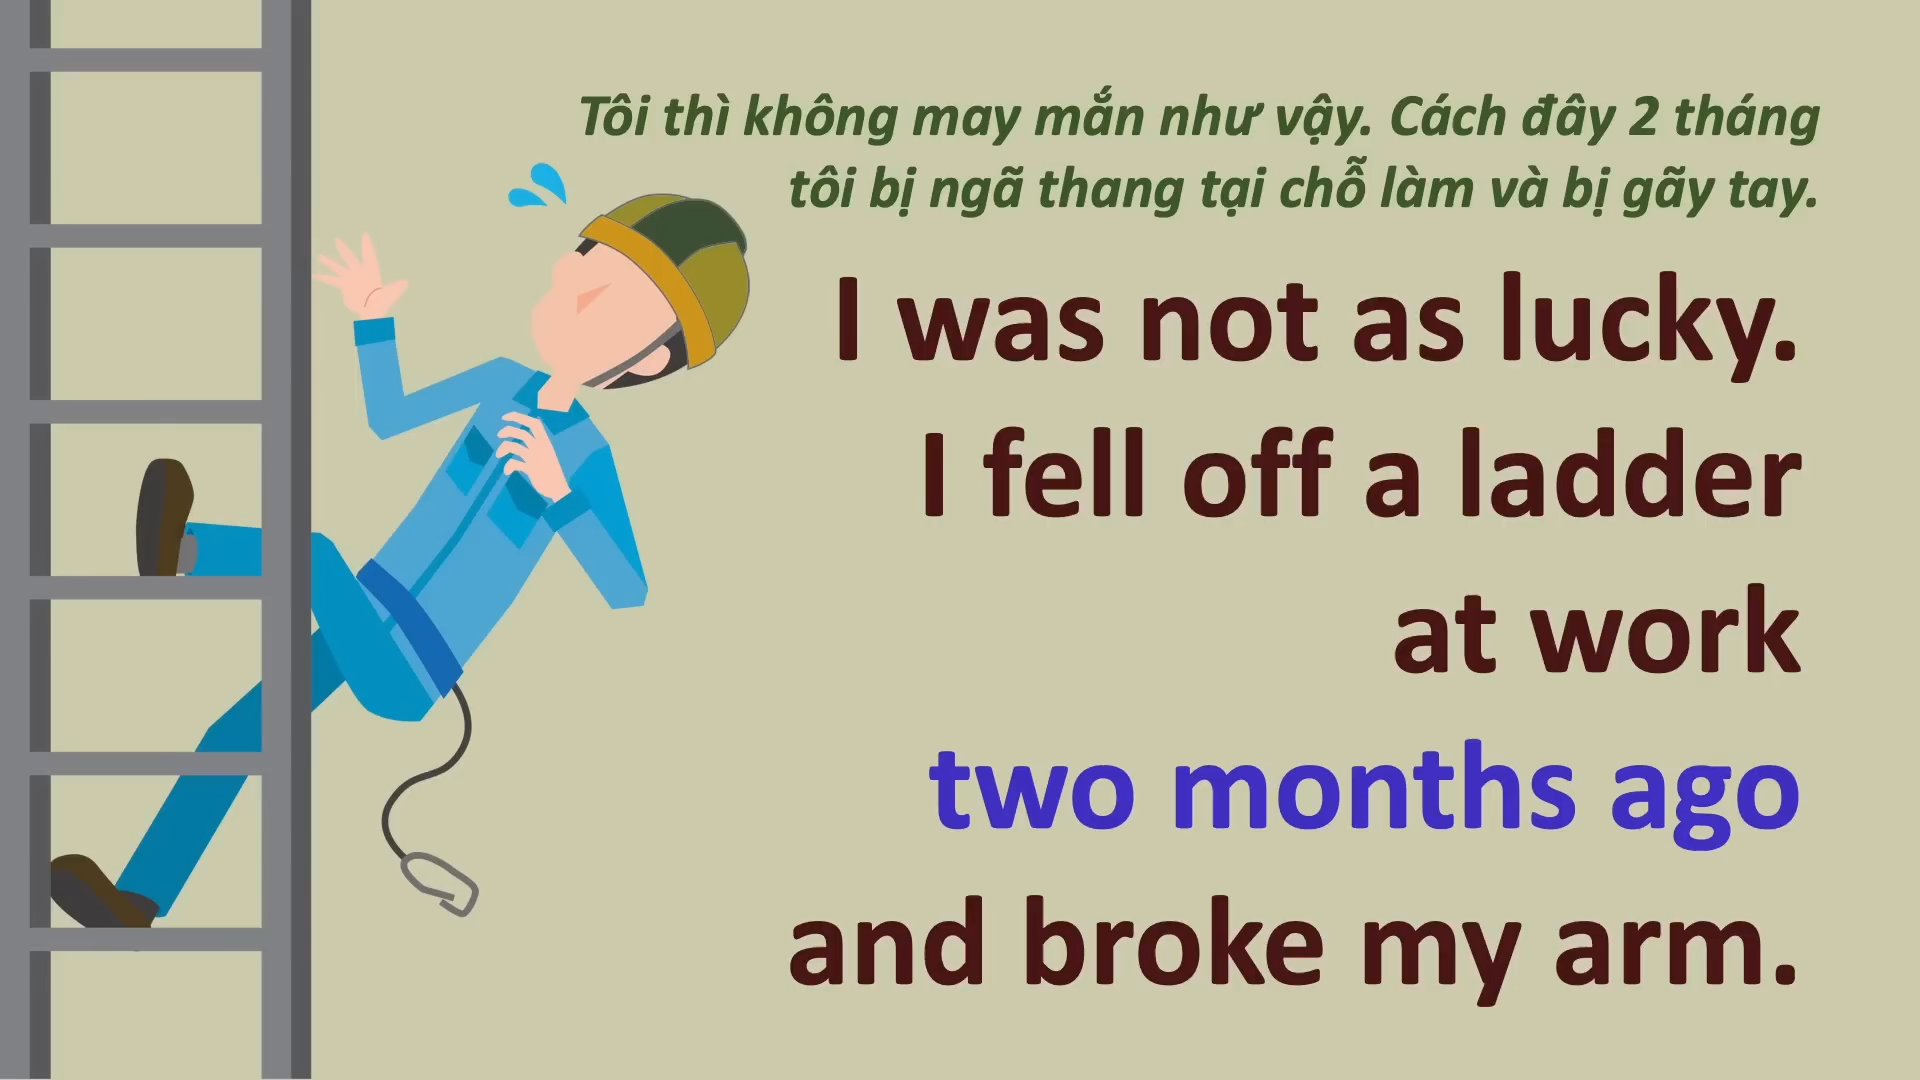 Tôi thì không may mắn như vậy. Cách đây 2 tháng
tôi bị ngã thang tại chỗ làm và bị gãy tay.
I was not as lucky.
I fell off a ladder
at work
two months ago
and broke my arm.